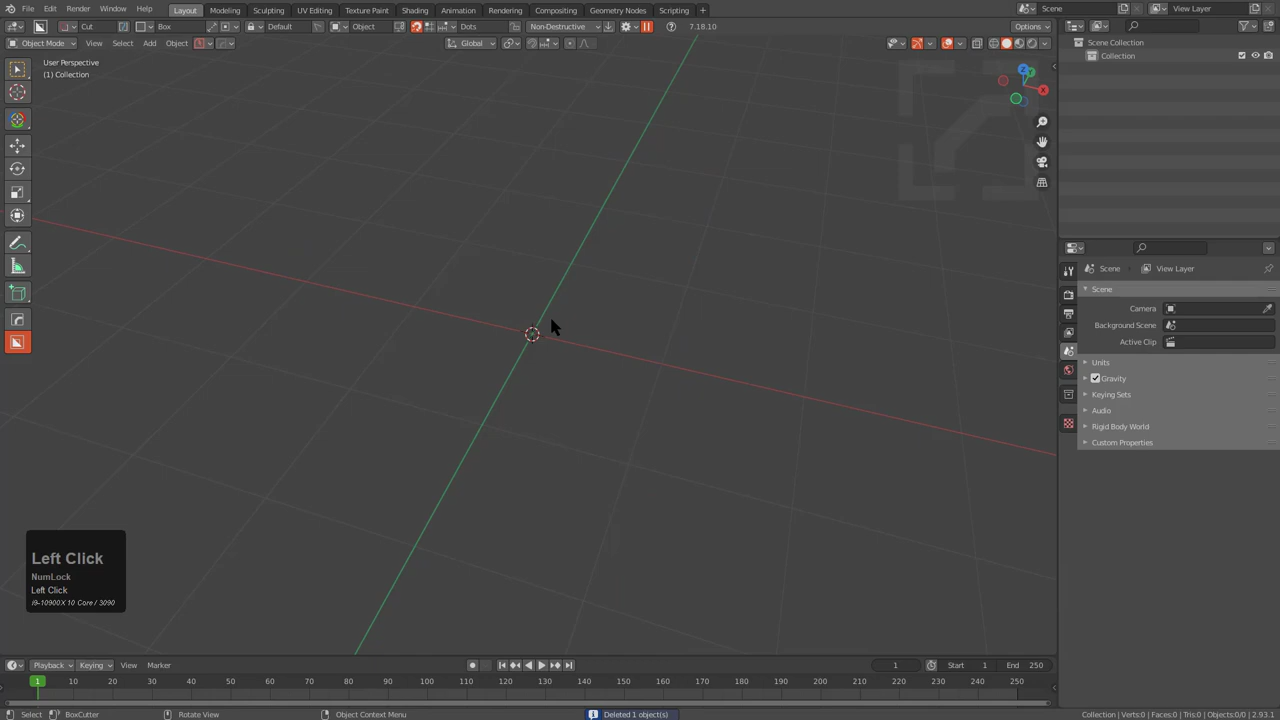 File Edit Render Window Help Layout Modeling Sculpting UV Editing Texture Paint Shading Animation Rendering Compositing Geometry Nodes Scripting + Scene View Layer
Cut Box Default Object Dots Non-Destructive 7.18.10 Options
Object Mode View Select Add Object Global
User Perspective
(1) Collection
Scene Collection
Collection
Z
Y
X
Scene View Layer
Scene
Camera
Background Scene
Active Clip
Units
Gravity
Keying Sets
Audio
Rigid Body World
Custom Properties
Left Click
NumLock
Left Click
i9-10900X 10 Core / 3090
Playback Keying View Marker 1 Start 1 End 250
1 10 20 30 40 50 60 70 80 90 100 110 120 130 140 150 160 170 180 190 200 210 220 230 240 250
Select BoxCutter Rotate View Object Context Menu Deleted 1 object(s) Collection | Verts:0 | Faces:0 | Tris:0 | Objects:0/0 | 2.93.1